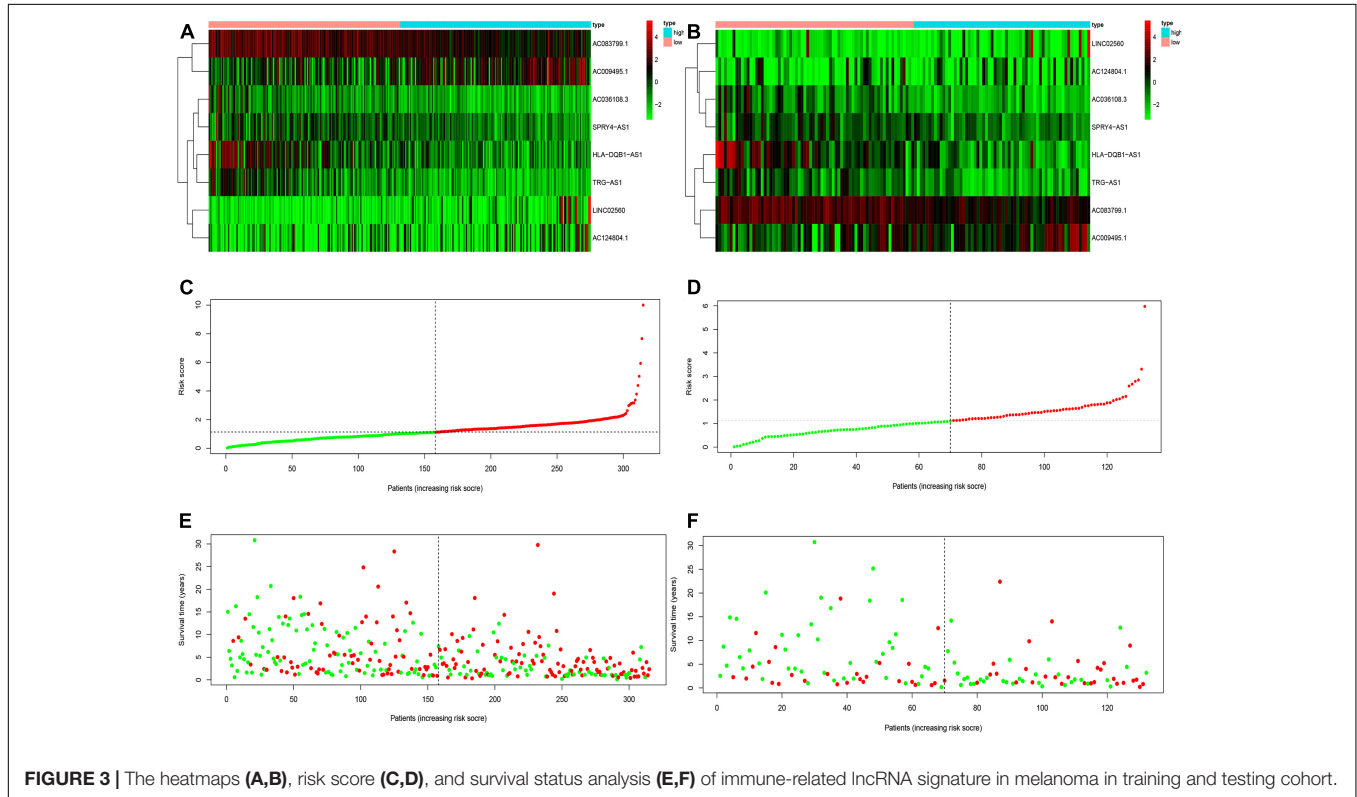 A
type
AC083799.1
AC009495.1
AC036108.3
SPRY4-AS1
HLA-DQB1-AS1
TRG-AS1
LINC02560
AC124804.1
4
2
0
-2
type
high
low
B
type
LINC02560
AC124804.1
AC036108.3
SPRY4-AS1
HLA-DQB1-AS1
TRG-AS1
AC083799.1
AC009495.1
4
2
0
-2
type
high
low
C
Risk score
10
8
6
4
2
0
0 50 100 150 200 250 300
Patients (increasing risk socre)
D
Risk score
6
5
4
3
2
1
0
0 20 40 60 80 100 120
Patients (increasing risk socre)
E
Survival time (years)
30
25
20
15
10
5
0
0 50 100 150 200 250 300
Patients (increasing risk socre)
F
Survival time (years)
30
25
20
15
10
5
0
0 20 40 60 80 100 120
Patients (increasing risk socre)
FIGURE 3 | The heatmaps (A,B), risk score (C,D), and survival status analysis (E,F) of immune-related lncRNA signature in melanoma in training and testing cohort.